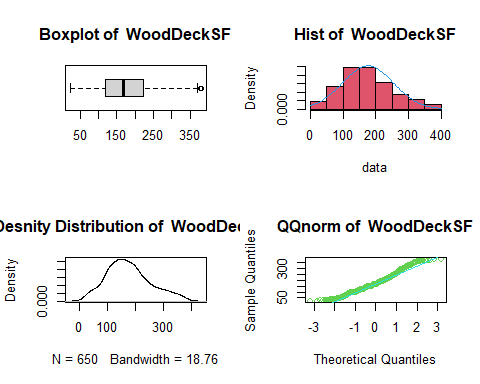 Boxplot of WoodDeckSF
50 150 250 350
Hist of WoodDeckSF
Density
0.000
0 100 200 300 400
data
Desnity Distribution of WoodDec
Density
0.000
0 100 300
N = 650 Bandwidth = 18.76
QQnorm of WoodDeckSF
Sample Quantiles
50 300
-3 -2 -1 0 1 2 3
Theoretical Quantiles